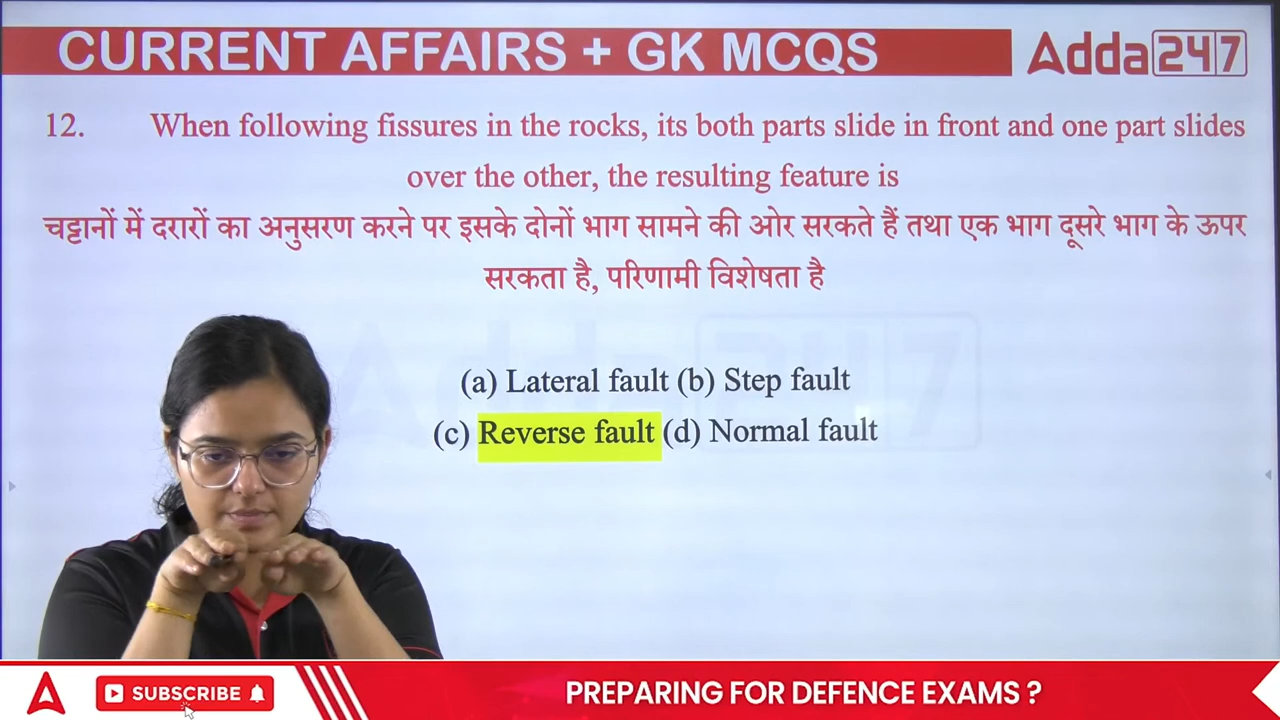 CURRENT AFFAIRS + GK MCQS
Adda247
12. When following fissures in the rocks, its both parts slide in front and one part slides
over the other, the resulting feature is
चट्टानों में दरारों का अनुसरण करने पर इसके दोनों भाग सामने की ओर सरकते हैं तथा एक भाग दूसरे भाग के ऊपर
सरकता है, परिणामी विशेषता है
Adda247
(a) Lateral fault (b) Step fault
(c) Reverse fault (d) Normal fault
SUBSCRIBE
PREPARING FOR DEFENCE EXAMS ?